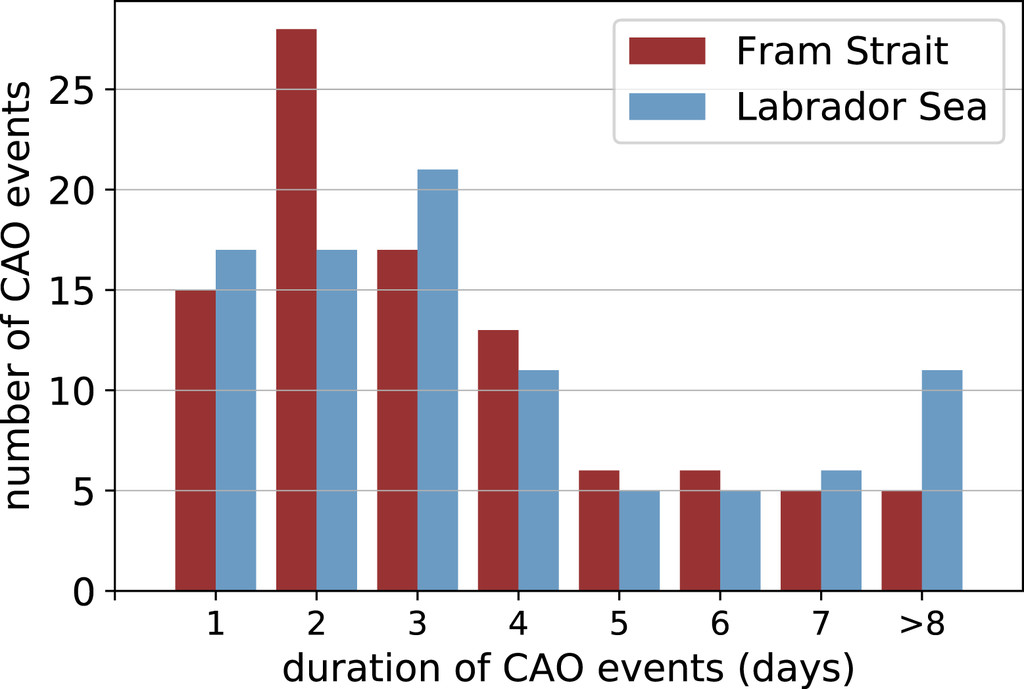 Fram Strait
Labrador Sea
number of CAO events
25
20
15
10
5
0
1 2 3 4 5 6 7 >8
duration of CAO events (days)